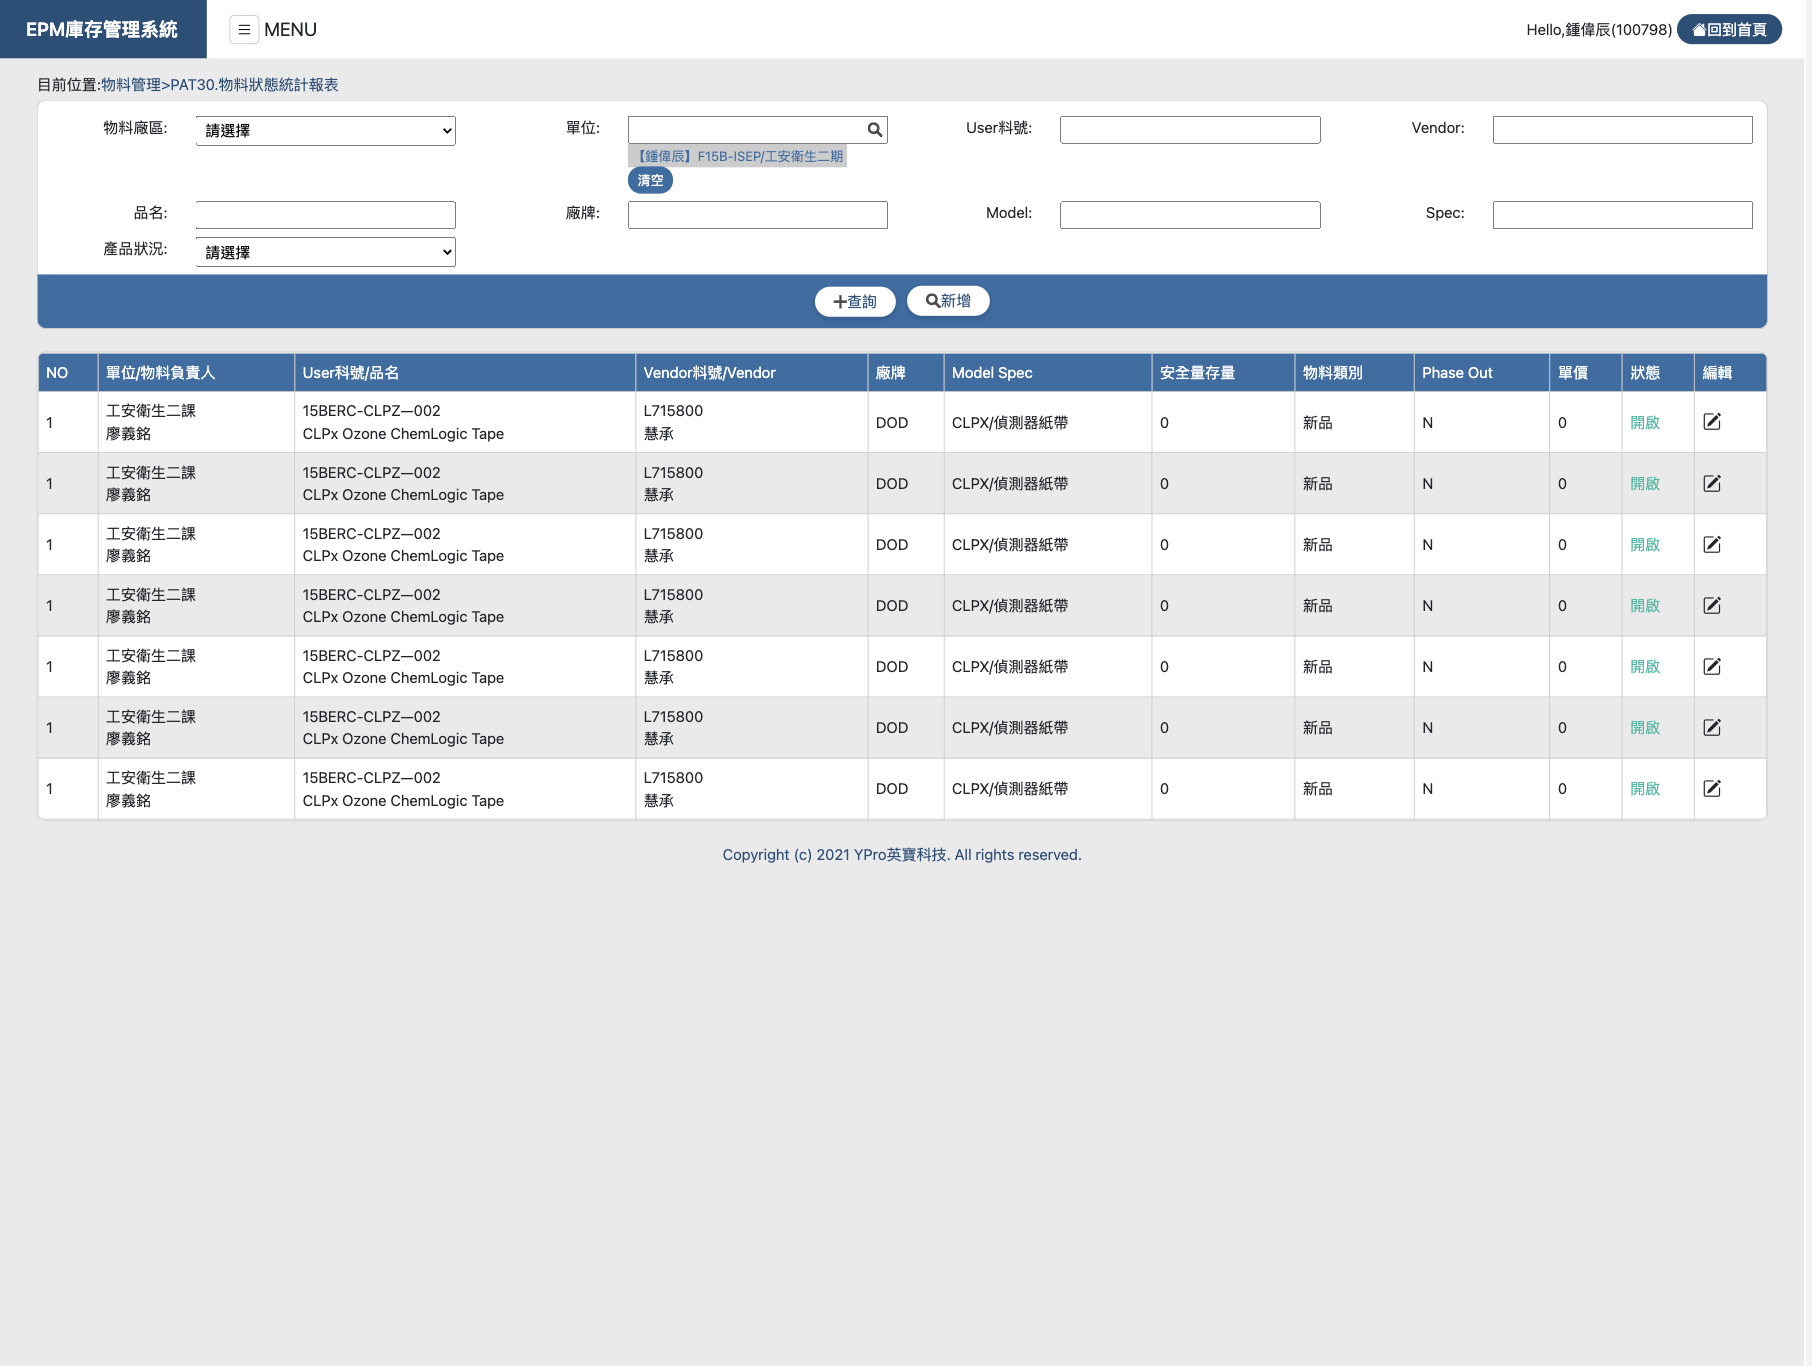 EPM庫存管理系統
MENU
Hello,鍾偉辰(100798) 回到首頁
目前位置:物料管理>PAT30.物料狀態統計報表
物料廠區: 請選擇 單位: User料號: Vendor:
【鍾偉辰】F15B-ISEP/工安衛生二期
清空
品名: 廠牌: Model: Spec:
產品狀況: 請選擇
查詢 新增
NO 單位/物料負責人 User科號/品名 Vendor料號/Vendor 廠牌 Model Spec 安全量存量 物料類別 Phase Out 單價 狀態 編輯
1 工安衛生二課 15BERC-CLPZ—002 L715800 DOD CLPX/偵測器紙帶 0 新品 N 0 開啟
廖義銘 CLPx Ozone ChemLogic Tape 慧承
1 工安衛生二課 15BERC-CLPZ—002 L715800 DOD CLPX/偵測器紙帶 0 新品 N 0 開啟
廖義銘 CLPx Ozone ChemLogic Tape 慧承
1 工安衛生二課 15BERC-CLPZ—002 L715800 DOD CLPX/偵測器紙帶 0 新品 N 0 開啟
廖義銘 CLPx Ozone ChemLogic Tape 慧承
1 工安衛生二課 15BERC-CLPZ—002 L715800 DOD CLPX/偵測器紙帶 0 新品 N 0 開啟
廖義銘 CLPx Ozone ChemLogic Tape 慧承
1 工安衛生二課 15BERC-CLPZ—002 L715800 DOD CLPX/偵測器紙帶 0 新品 N 0 開啟
廖義銘 CLPx Ozone ChemLogic Tape 慧承
1 工安衛生二課 15BERC-CLPZ—002 L715800 DOD CLPX/偵測器紙帶 0 新品 N 0 開啟
廖義銘 CLPx Ozone ChemLogic Tape 慧承
1 工安衛生二課 15BERC-CLPZ—002 L715800 DOD CLPX/偵測器紙帶 0 新品 N 0 開啟
廖義銘 CLPx Ozone ChemLogic Tape 慧承
Copyright (c) 2021 YPro英寶科技. All rights reserved.